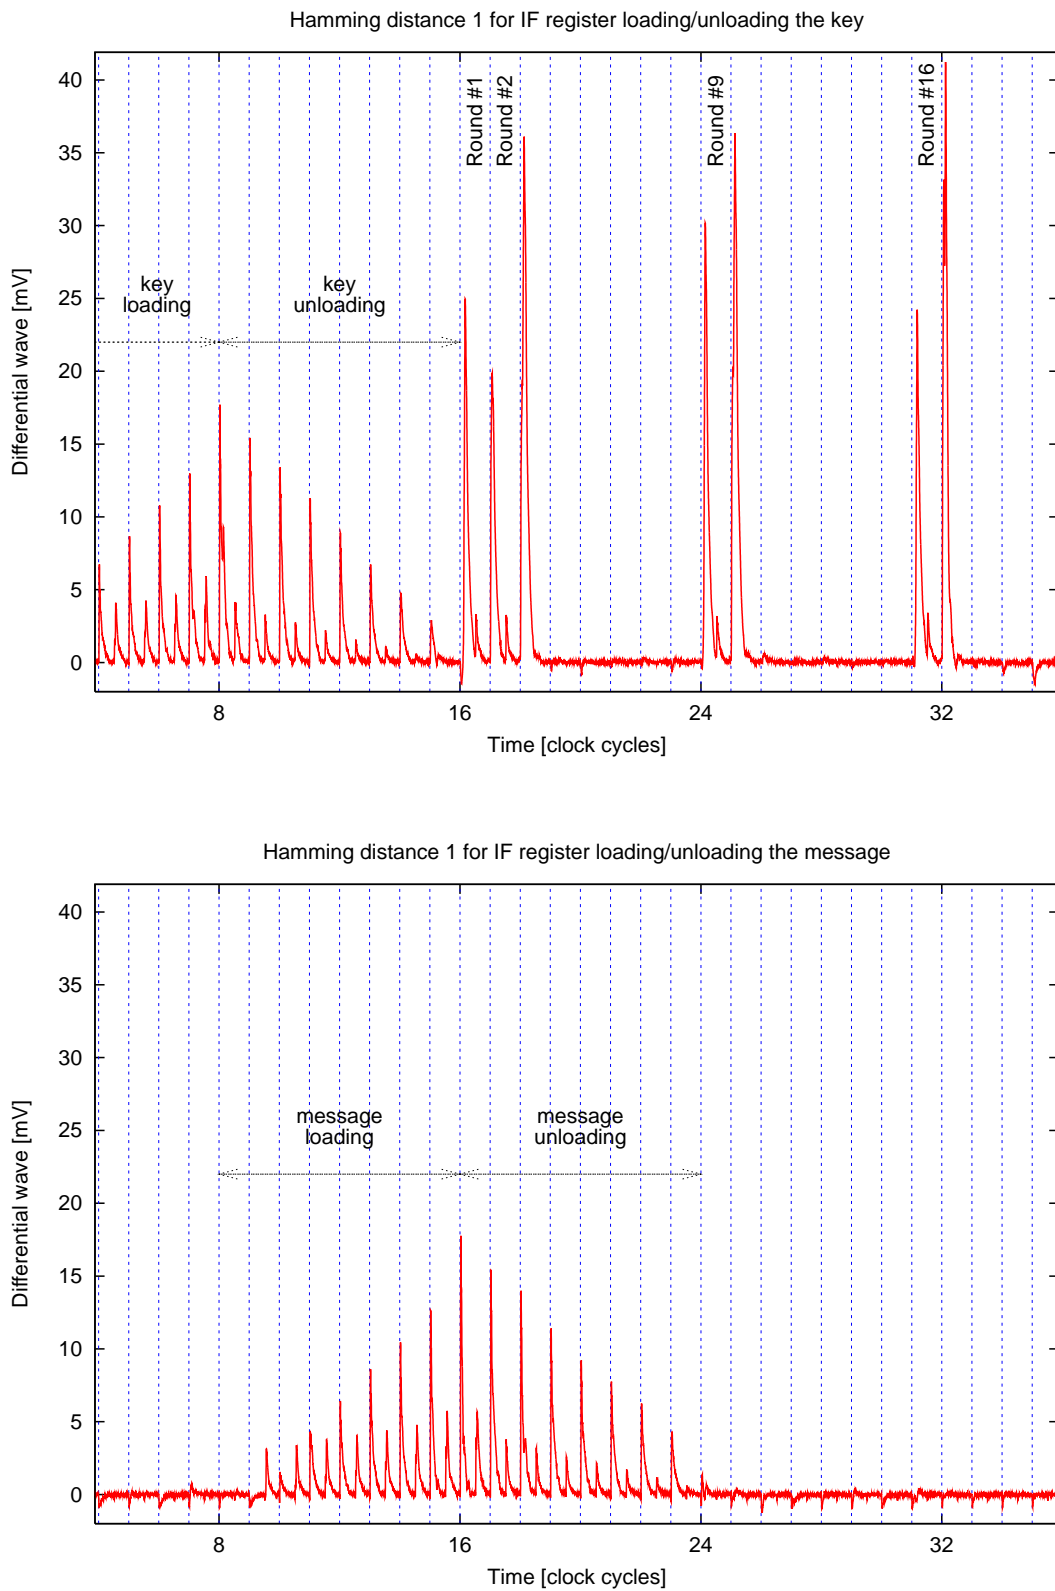 Hamming distance 1 for IF register loading/unloading the key
40
35
30
25
20
15
10
5
0
Differential wave [mV]
key
loading
key
unloading
Round #1
Round #2
Round #9
Round #16
8
16
24
32
Time [clock cycles]
Hamming distance 1 for IF register loading/unloading the message
40
35
30
25
20
15
10
5
0
Differential wave [mV]
message
loading
message
unloading
8
16
24
32
Time [clock cycles]